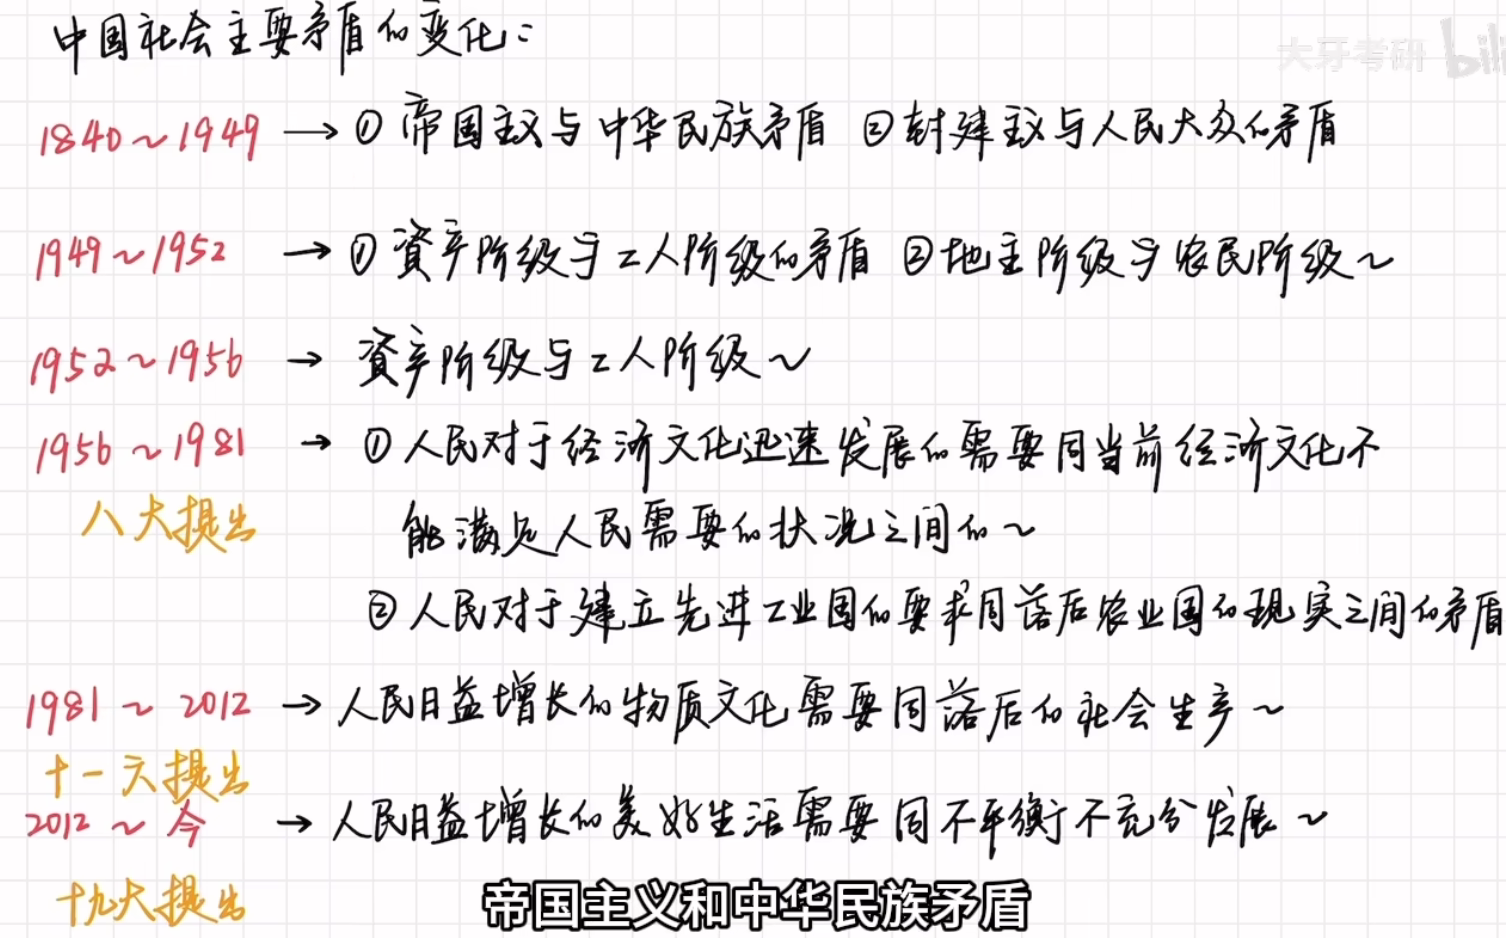 中国社会主要矛盾的变化：
大牙考研 bili
1840~1949 → ① 帝国主义与中华民族矛盾 ②封建主义与人民大众的矛盾
1949~1952 → ①資产阶级与工人阶级的矛盾 ②地主阶级与农民阶级~
1952~1956 → 資产阶级与工人阶级~
1956~1981 → ①人民对于经济文化迅速发展的需要同当前经济文化不
八大提出 能满足人民需要的状况之间的~
②人民对于建立先进工业国的要求同落后农业国的现实之间的矛盾
1981~2012 → 人民日益增长的物质文化需要同落后的社会生产~
十一六提出
2012~今 → 人民日益增长的美好生活需要同不平衡不充分发展~
十九大提出
帝国主义和中华民族矛盾